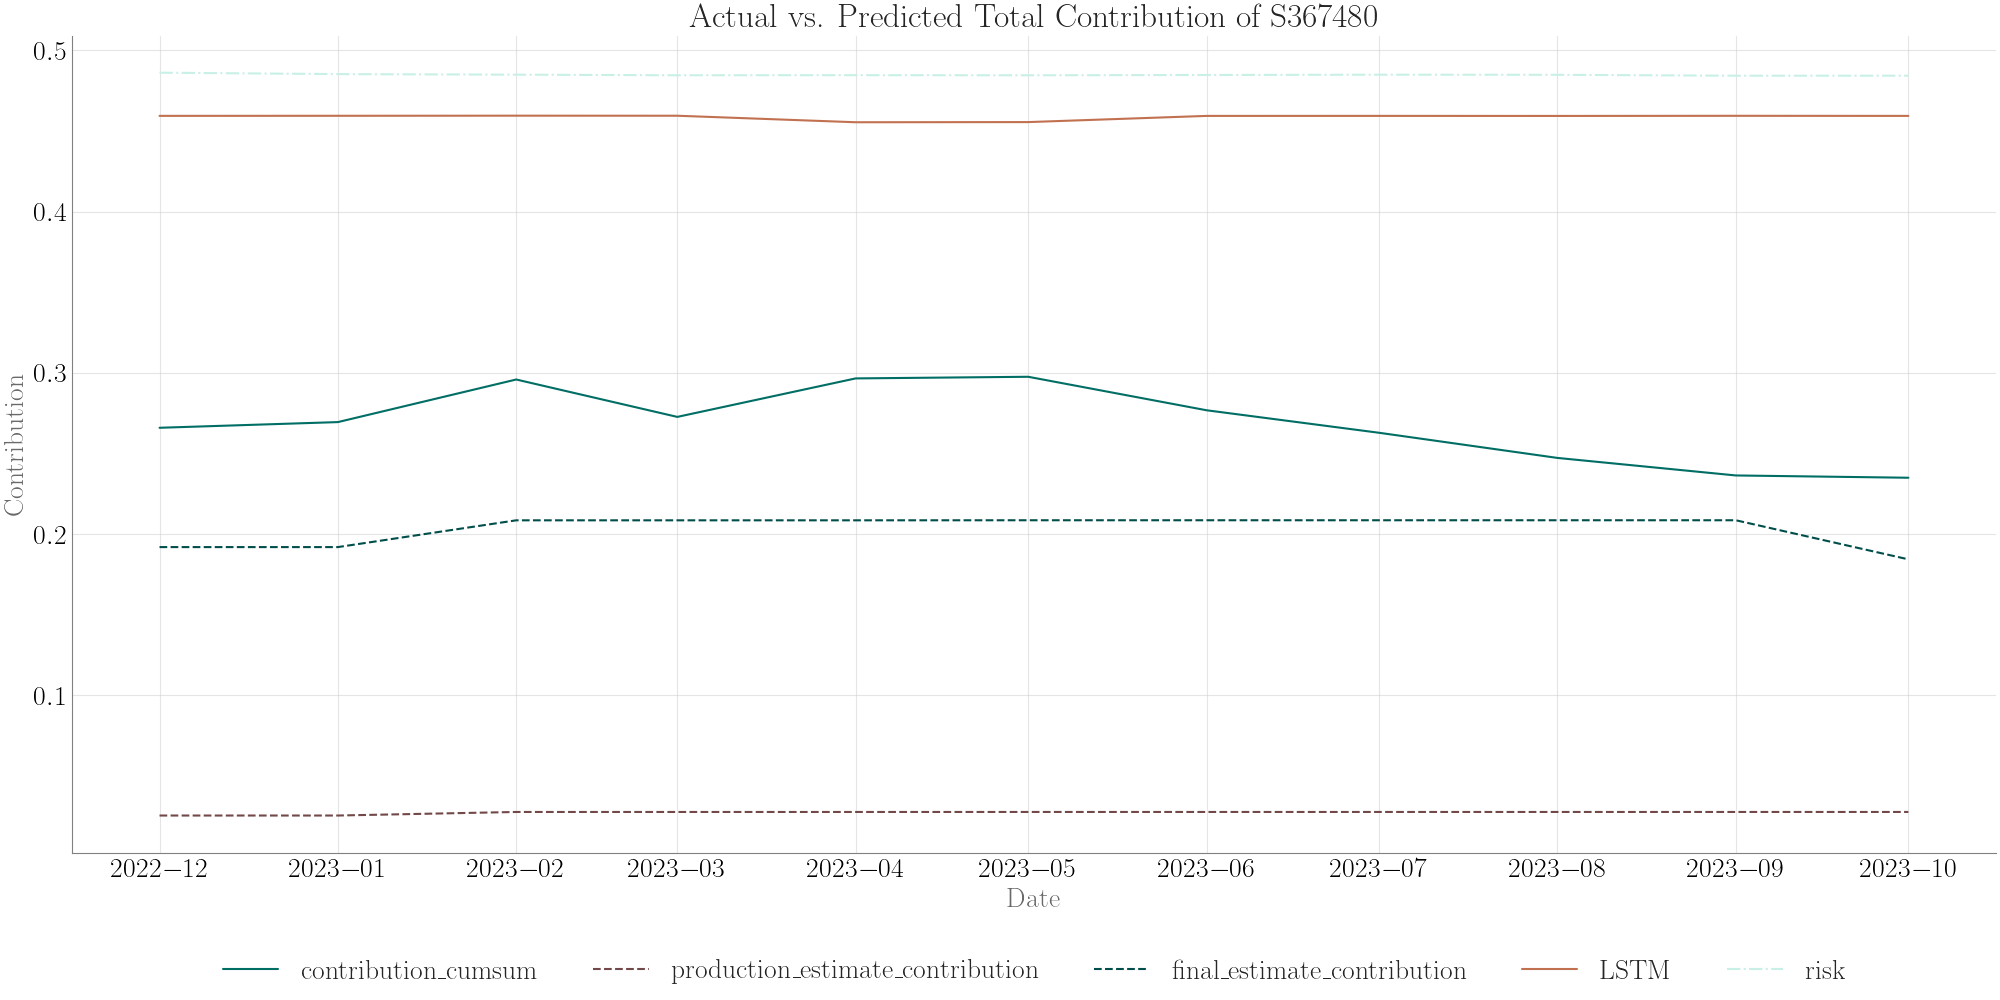 Actual vs. Predicted Total Contribution of S367480
0.5
0.4
0.3
0.2
0.1
Contribution
2022–12 2023–01 2023–02 2023–03 2023–04 2023–05 2023–06 2023–07 2023–08 2023–09 2023–10
Date
contribution_cumsum production_estimate_contribution final_estimate_contribution LSTM risk